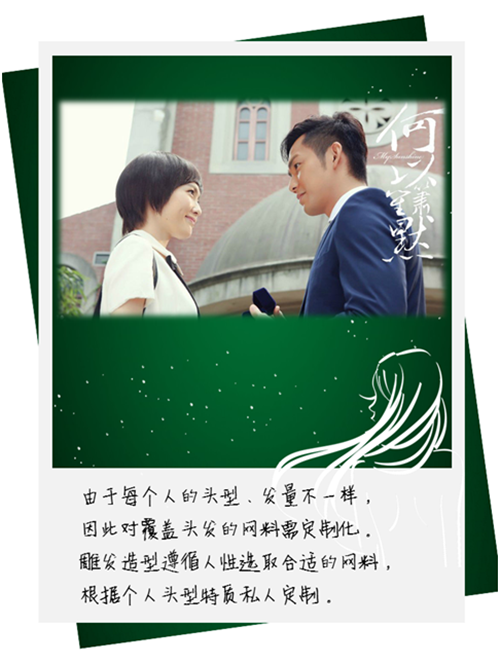 何以笙箫默
My Sunshine
由于每个人的头型、发量不一样，
因此对覆盖头发的网料需定制化。
雕发造型遵循人性选取合适的网料，
根据个人头型特质私人定制。